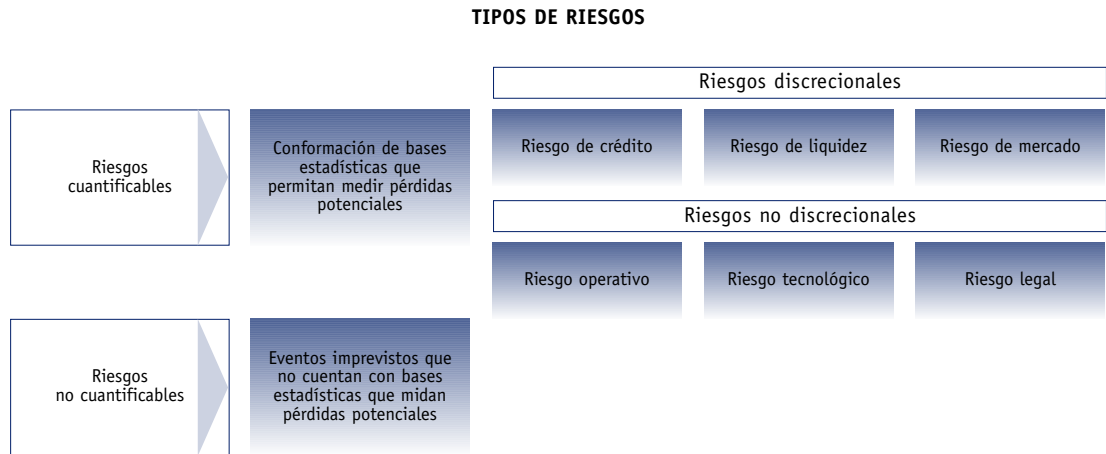 TIPOS DE RIESGOS
Riesgos
cuantificables
Conformación de bases
estadísticas que
permitan medir pérdidas
potenciales
Riesgos discrecionales
Riesgo de crédito
Riesgo de liquidez
Riesgo de mercado
Riesgos no discrecionales
Riesgo operativo
Riesgo tecnológico
Riesgo legal
Riesgos
no cuantificables
Eventos imprevistos que
no cuentan con bases
estadísticas que midan
pérdidas potenciales